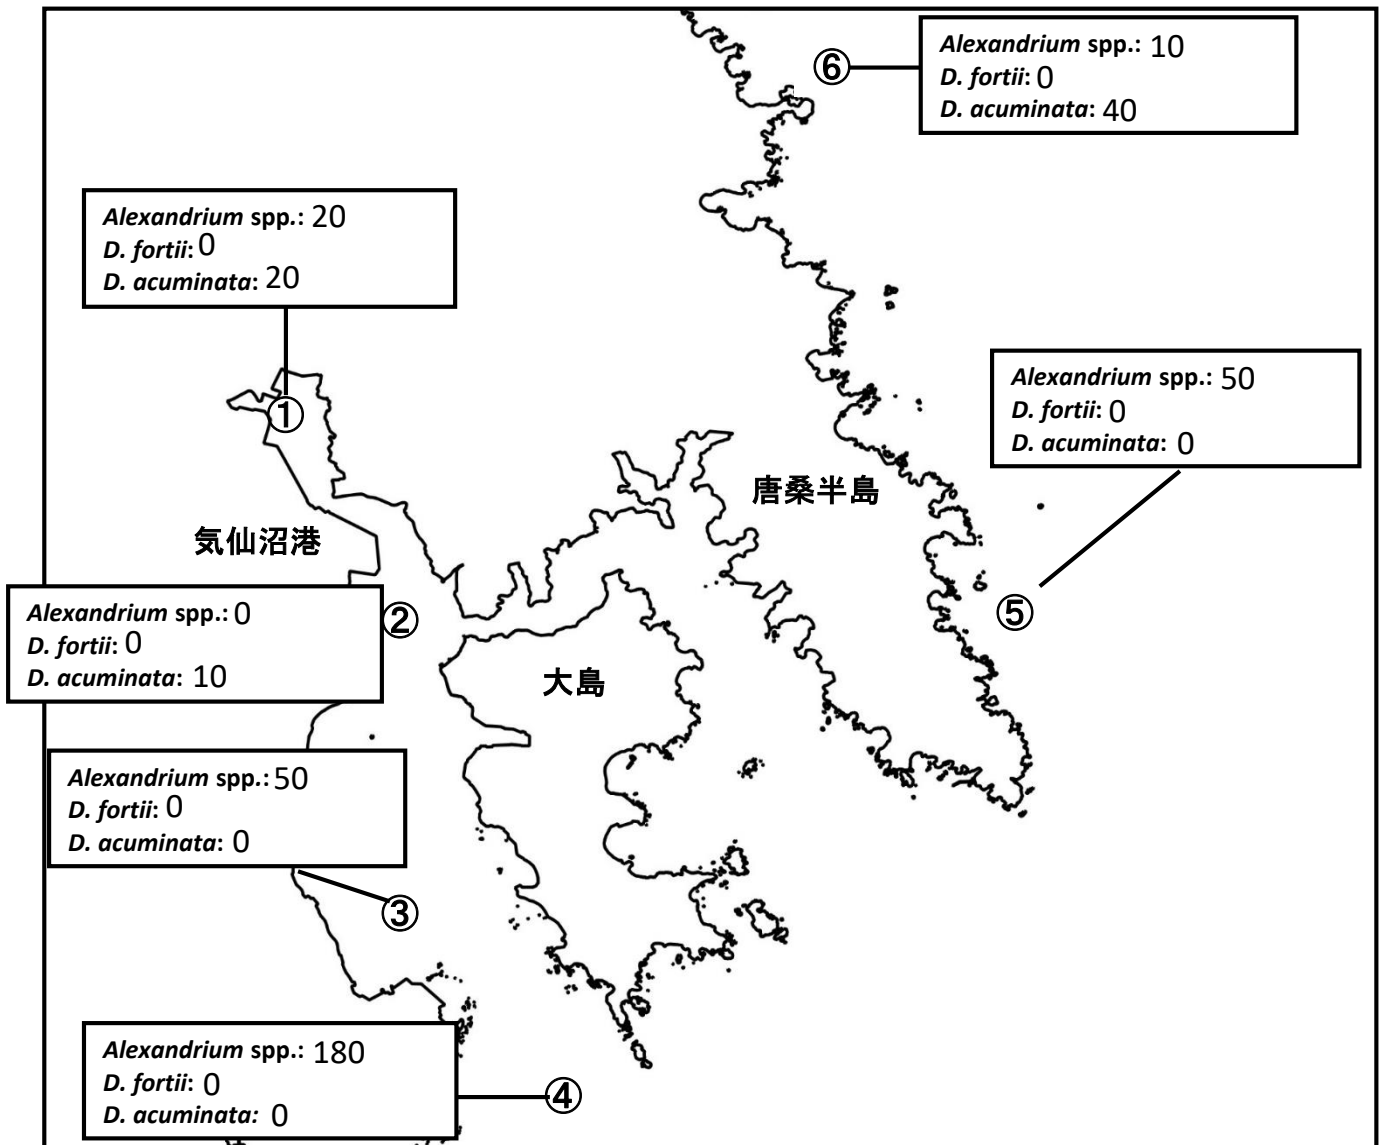 ⑥
Alexandrium spp.: 10
D. fortii: 0
D. acuminata: 40
Alexandrium spp.: 20
D. fortii: 0
D. acuminata: 20
①
Alexandrium spp.: 50
D. fortii: 0
D. acuminata: 0
唐桑半島
気仙沼港
Alexandrium spp.: 0
D. fortii: 0
D. acuminata: 10
②
⑤
大島
Alexandrium spp.: 50
D. fortii: 0
D. acuminata: 0
③
Alexandrium spp.: 180
D. fortii: 0
D. acuminata: 0
④